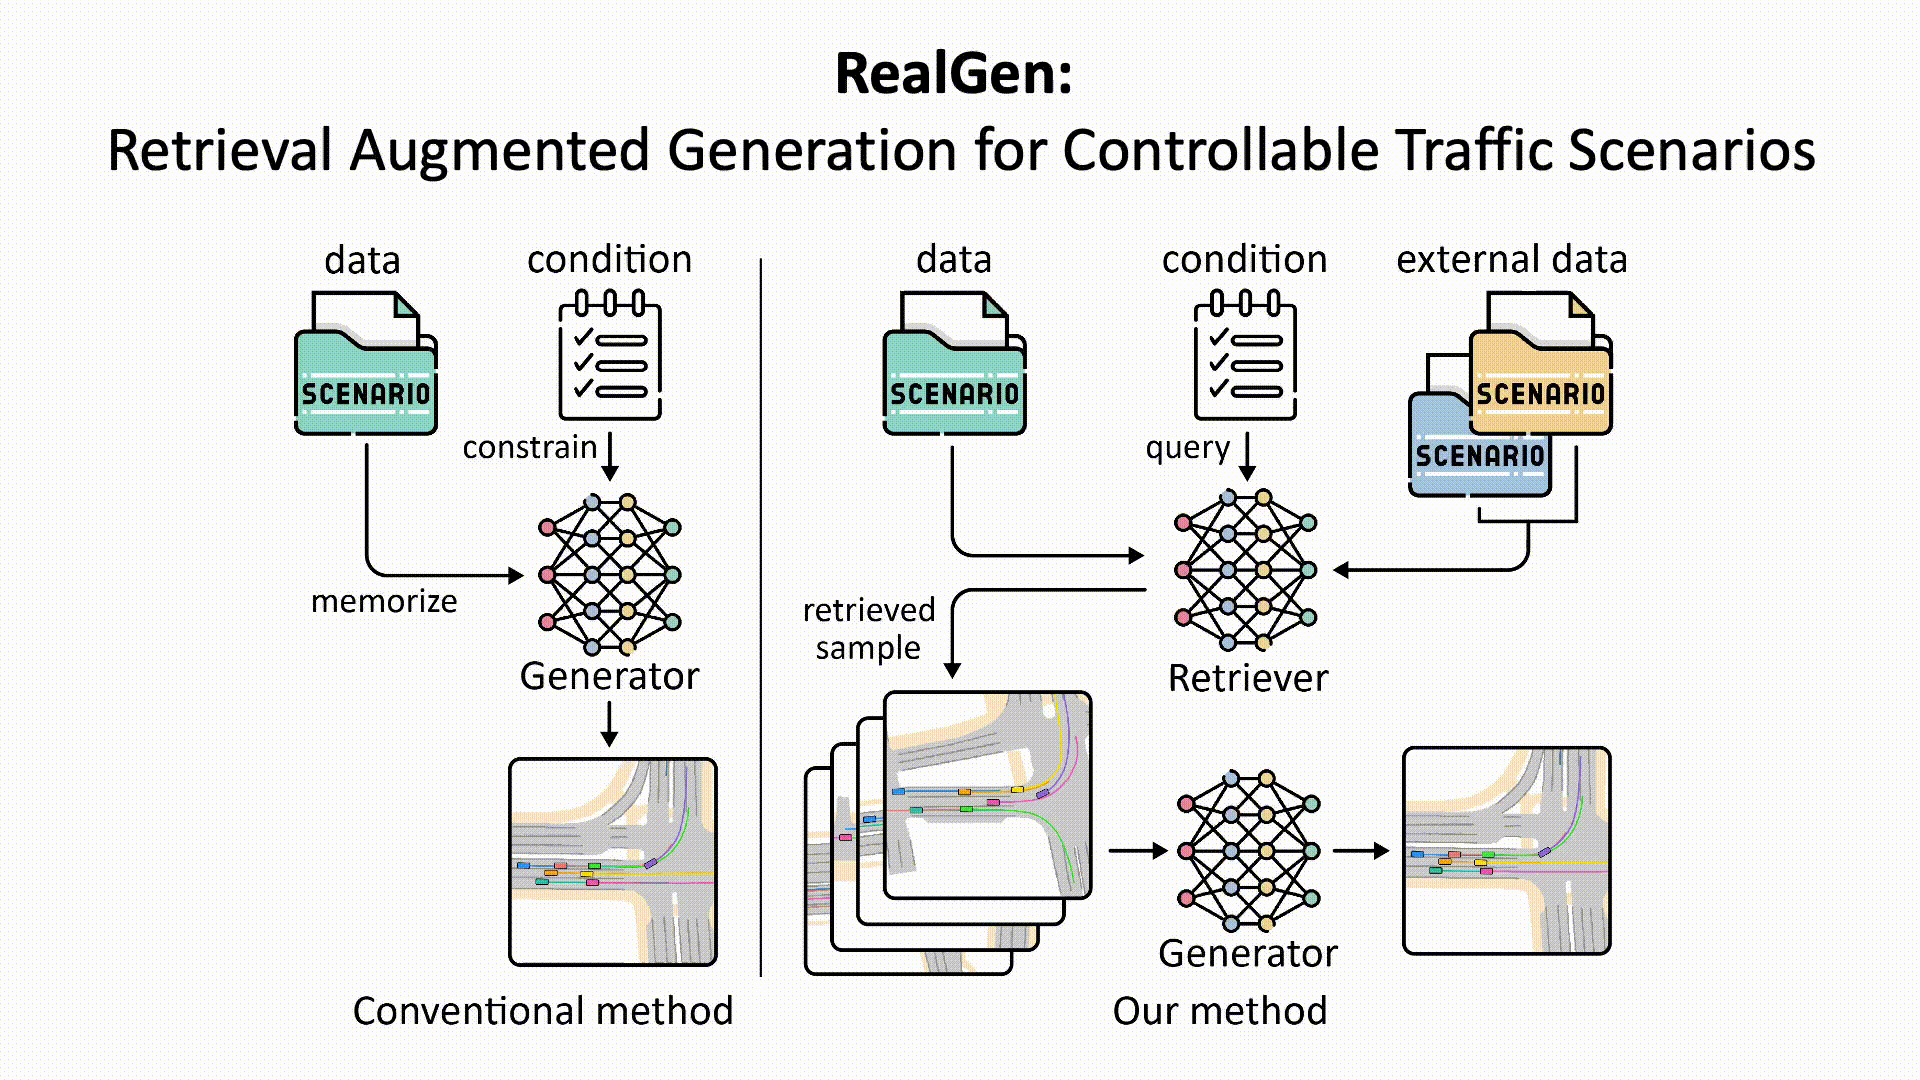 RealGen:
Retrieval Augmented Generation for Controllable Traffic Scenarios
data
condition
SCENARIO
constrain
memorize
Generator
Conventional method
data
condition
external data
SCENARIO
SCENARIO
SCENARIO
query
retrieved
sample
Retriever
Generator
Our method